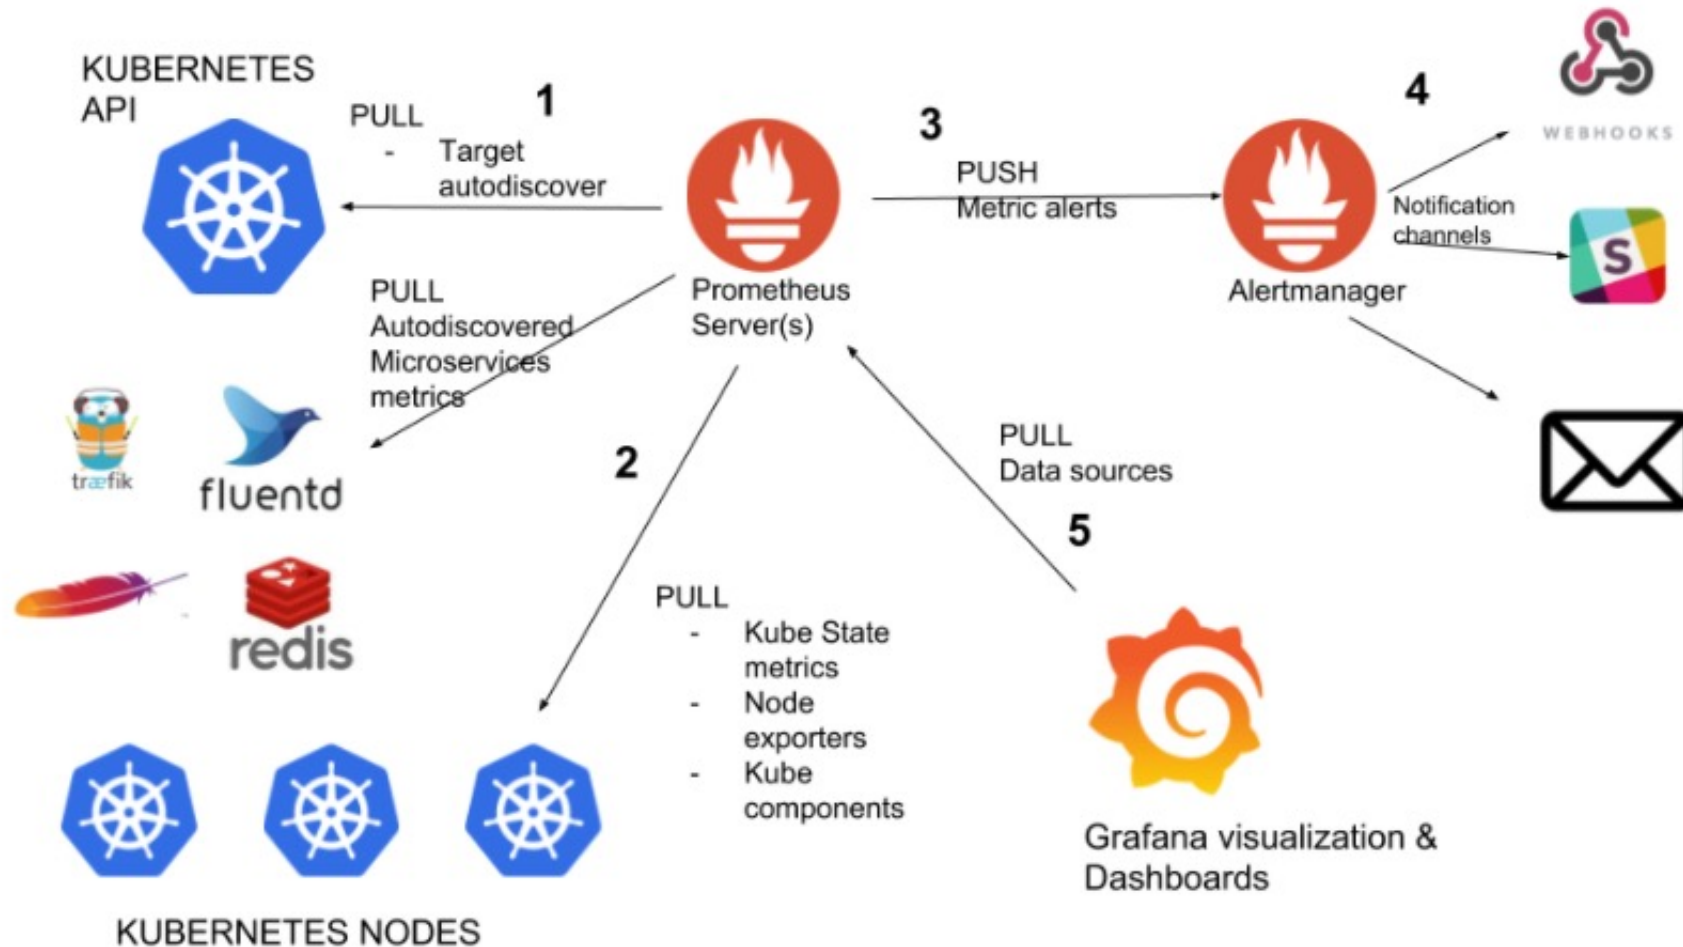 KUBERNETES
API
PULL
- Target
autodiscover
1
Prometheus
Server(s)
3
PUSH
Metric alerts
Alertmanager
4
WEBHOOKS
Notification
channels
S
PULL
Autodiscovered
Microservices
metrics
træfik
fluentd
redis
2
PULL
- Kube State
metrics
- Node
exporters
- Kube
components
KUBERNETES NODES
PULL
Data sources
5
Grafana visualization &
Dashboards